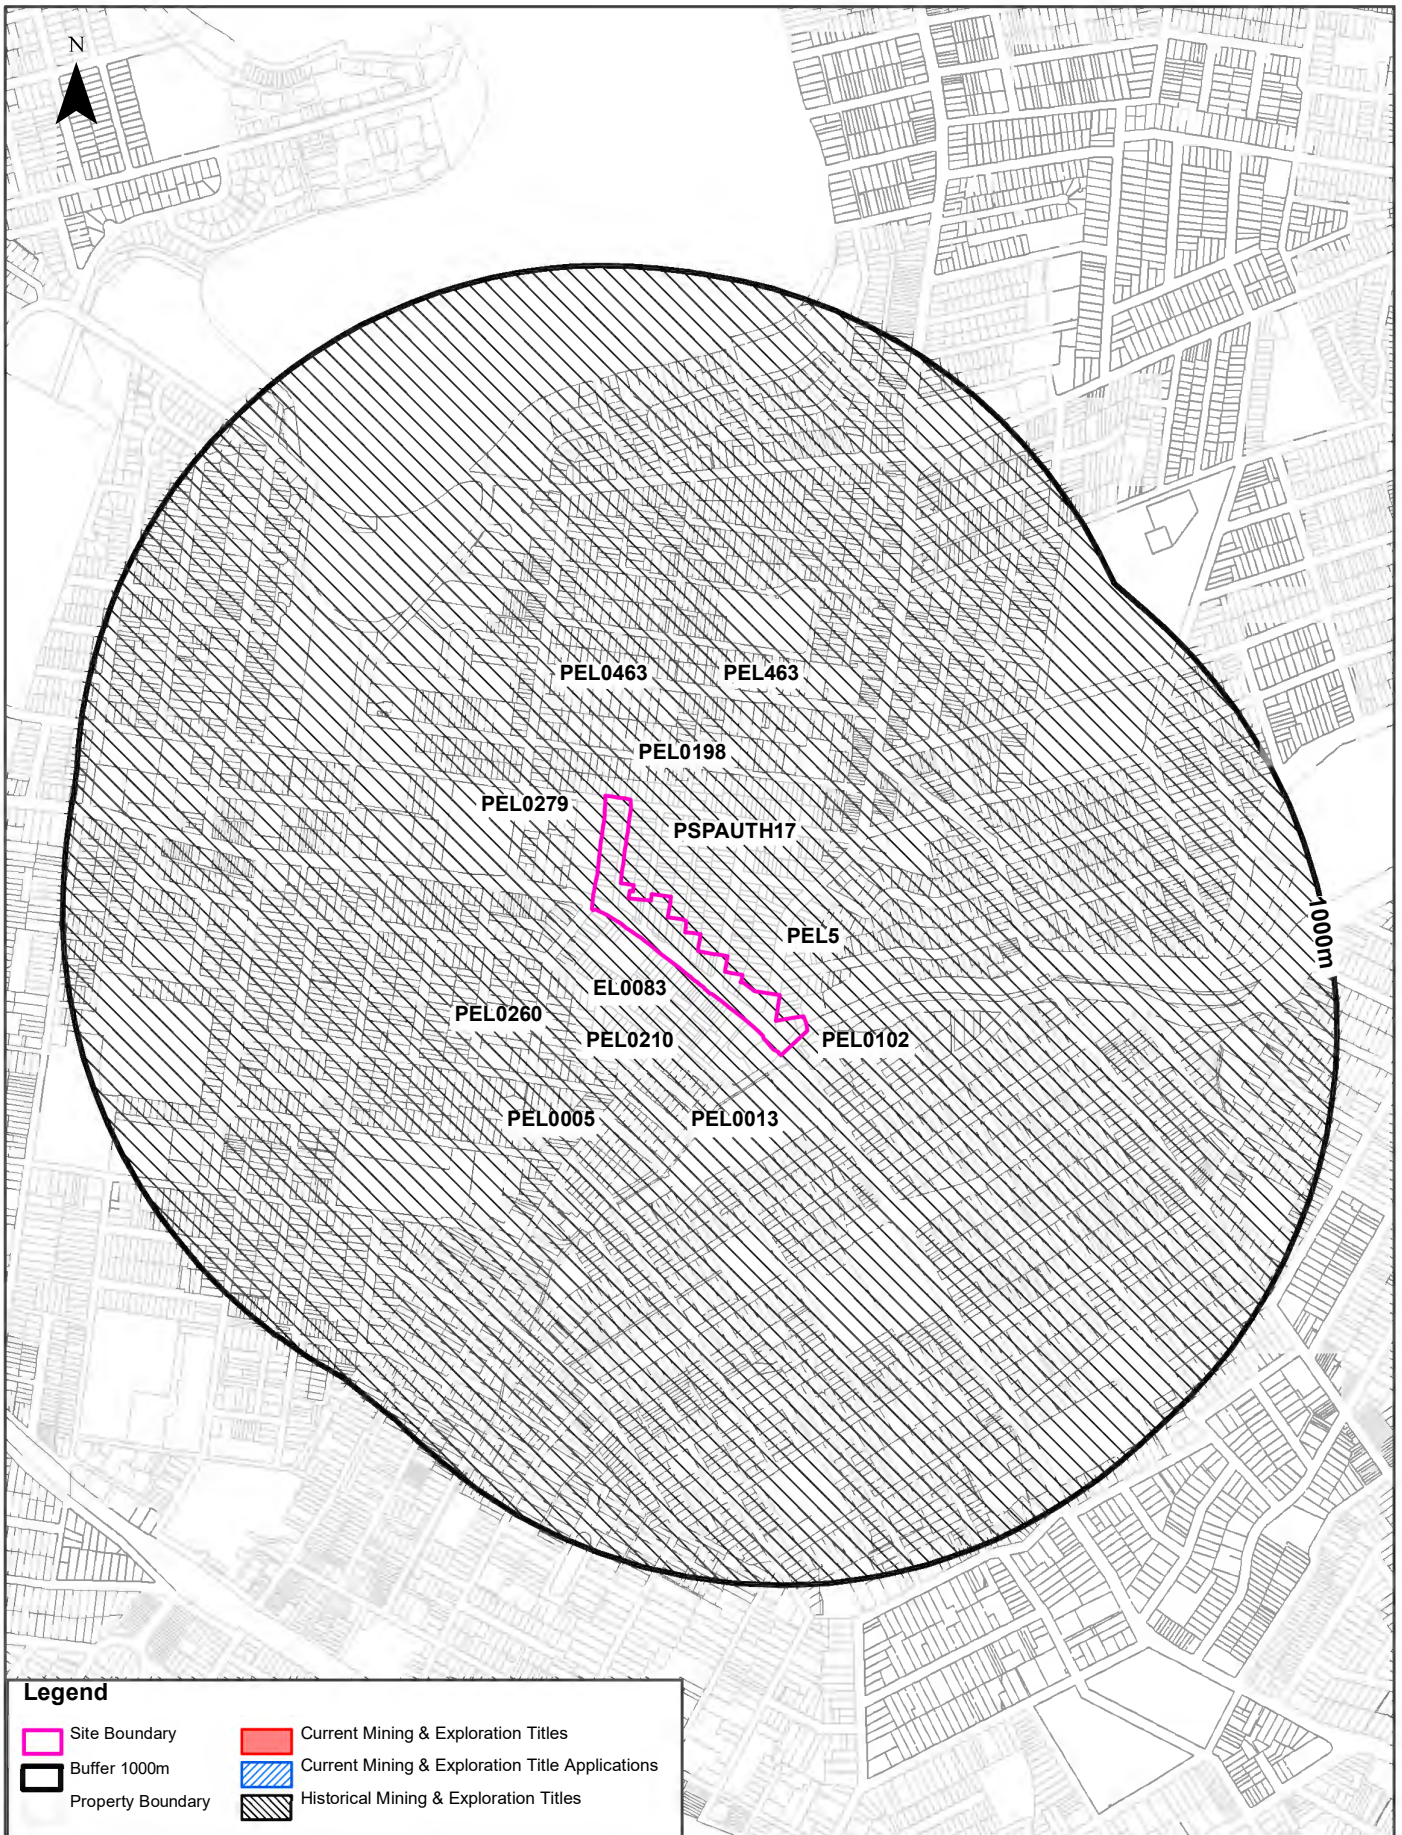 N
PEL0463
PEL463
PEL0198
PEL0279
PSPAUTH17
1000m
PEL5
EL0083
PEL0260
PEL0210
PEL0102
PEL0005
PEL0013
Legend
Site Boundary
Current Mining & Exploration Titles
Buffer 1000m
Current Mining & Exploration Title Applications
Property Boundary
Historical Mining & Exploration Titles